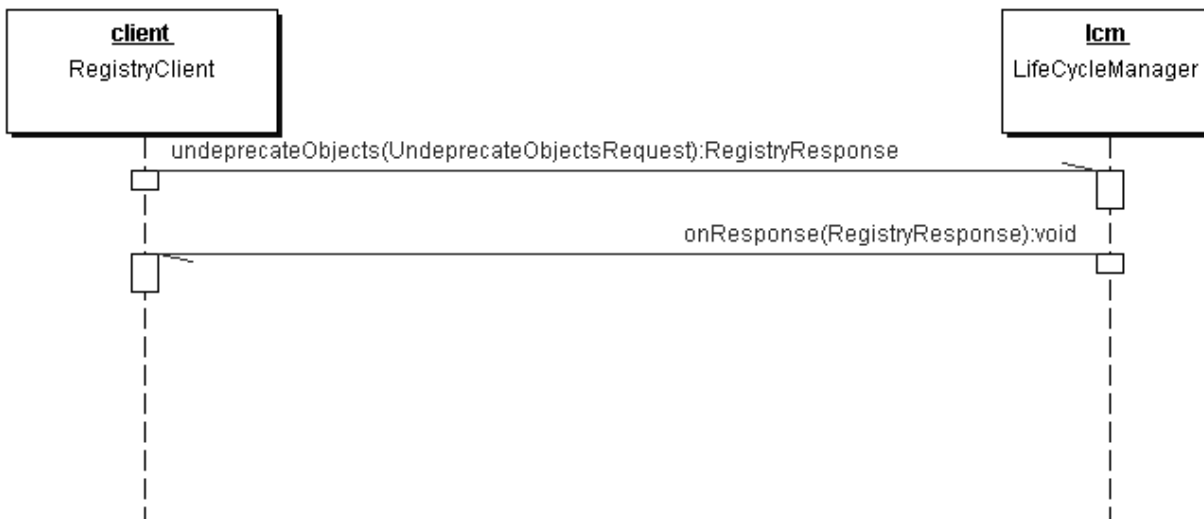 client
RegistryClient
lcm
LifeCycleManager
undeprecateObjects(UndeprecateObjectsRequest):RegistryResponse
onResponse(RegistryResponse):void